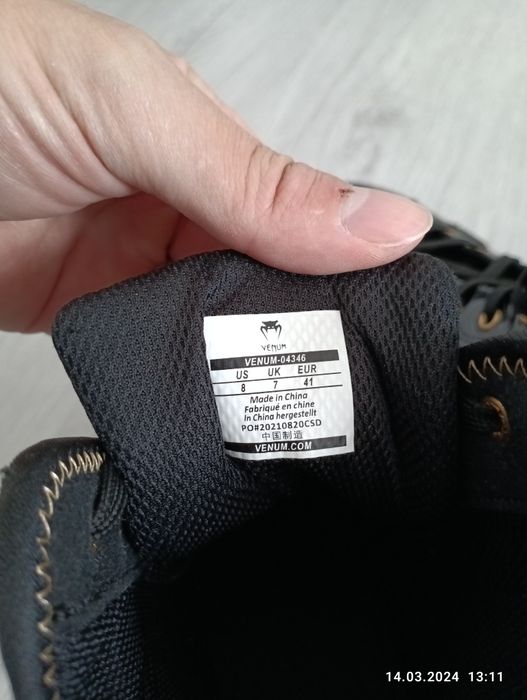 VENUM
VENUM-04346
US UK EUR
8 7 41
Made in China
Fabriqué en chine
In China hergestellt
PO#20210820CSD
中国制造
VENUM.COM
14.03.2024 13:11